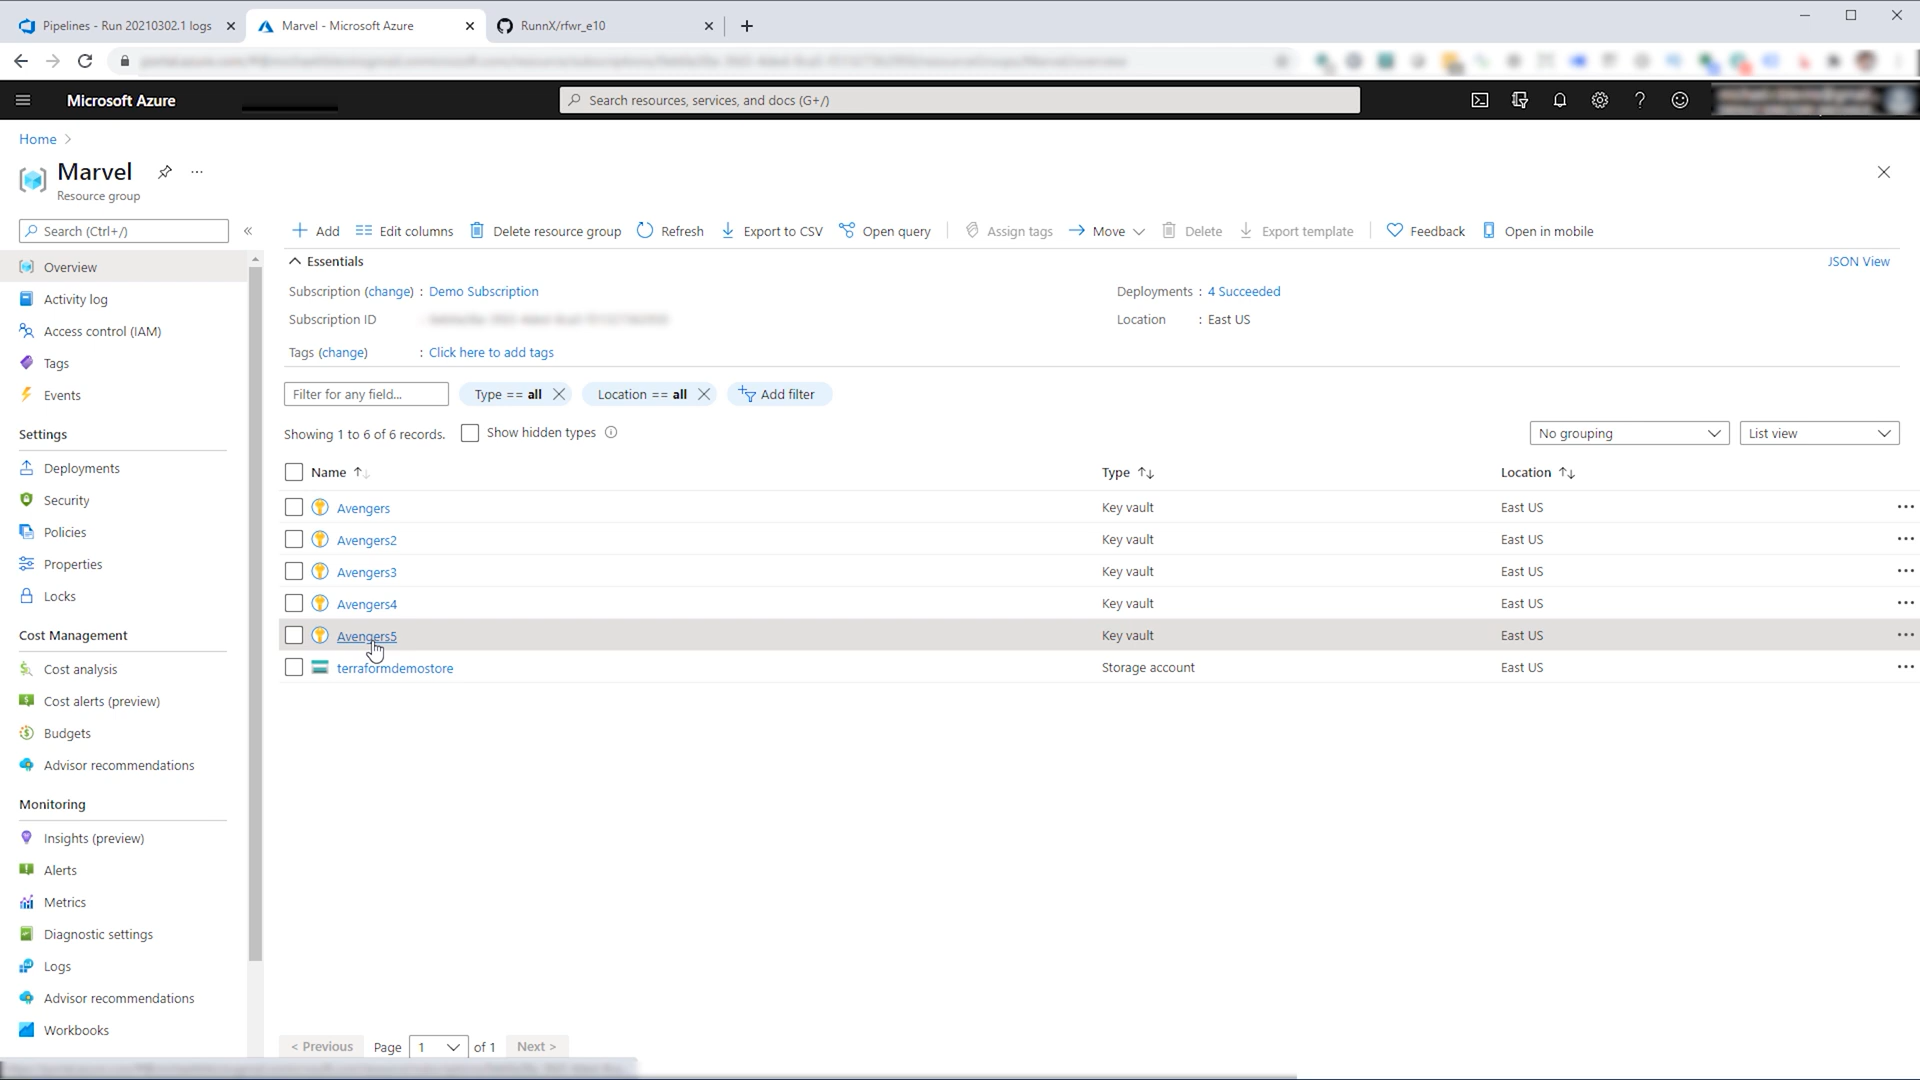 Pipelines - Run 20210302.1 logs
Marvel - Microsoft Azure
RunnX/rfwr_e10
Microsoft Azure
Search resources, services, and docs (G+/)
Home
Marvel
Resource group
Search (Ctrl+/)
Add
Edit columns
Delete resource group
Refresh
Export to CSV
Open query
Assign tags
Move
Delete
Export template
Feedback
Open in mobile
Essentials
JSON View
Subscription (change) : Demo Subscription
Deployments : 4 Succeeded
Subscription ID
Location : East US
Tags (change) : Click here to add tags
Filter for any field...
Type == all
Location == all
Add filter
Showing 1 to 6 of 6 records.
Show hidden types
No grouping
List view
Name
Type
Location
Avengers Key vault East US
Avengers2 Key vault East US
Avengers3 Key vault East US
Avengers4 Key vault East US
Avengers5 Key vault East US
terraformdemostore Storage account East US
Overview
Activity log
Access control (IAM)
Tags
Events
Settings
Deployments
Security
Policies
Properties
Locks
Cost Management
Cost analysis
Cost alerts (preview)
Budgets
Advisor recommendations
Monitoring
Insights (preview)
Alerts
Metrics
Diagnostic settings
Logs
Advisor recommendations
Workbooks
< Previous
Page 1 of 1
Next >